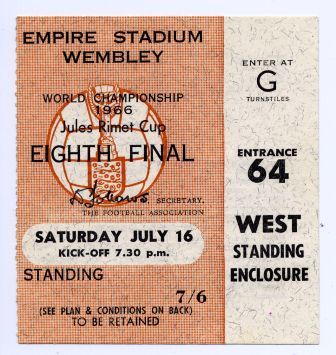 EMPIRE STADIUM
WEMBLEY
WORLD CHAMPIONSHIP
1966
Jules Rimet Cup
EIGHTH FINAL
SECRETARY.
THE FOOTBALL ASSOCIATION
SATURDAY JULY 16
KICK-OFF 7.30 p.m.
STANDING
7/6
(SEE PLAN & CONDITIONS ON BACK)
TO BE RETAINED
ENTER AT
G
TURNSTILES
ENTRANCE
64
WEST
STANDING
ENCLOSURE